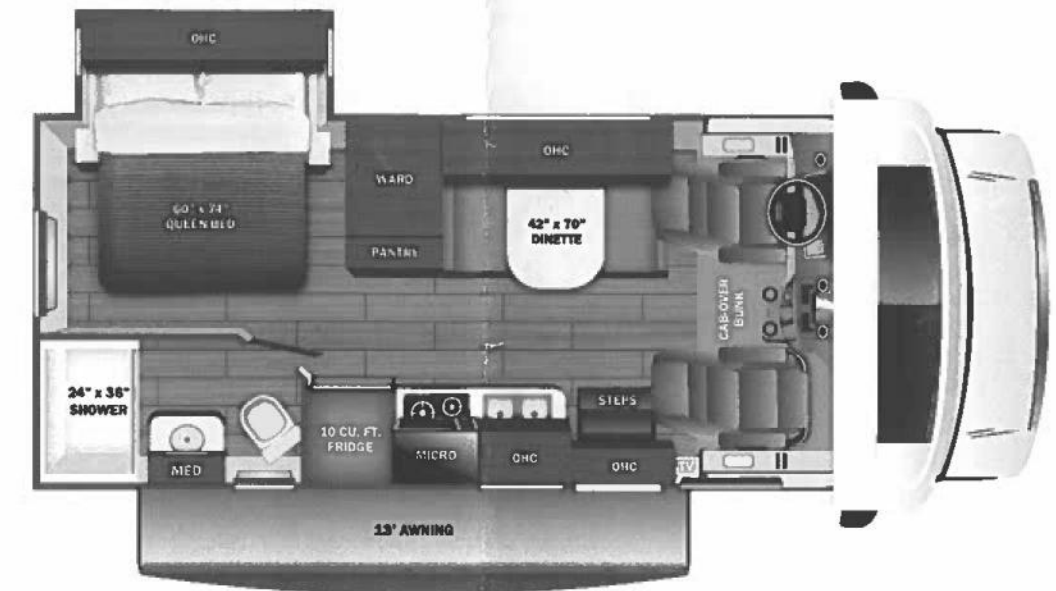 OHC
60" x 74"
QUEEN BED
WARD
PANTRY
OHC
42" x 70"
DINETTE
CAB-OVER
BUNK
24" x 36"
SHOWER
MED
10 CU. FT.
FRIDGE
MICRO
OHC
STEPS
OHC
TV
13' AWNING